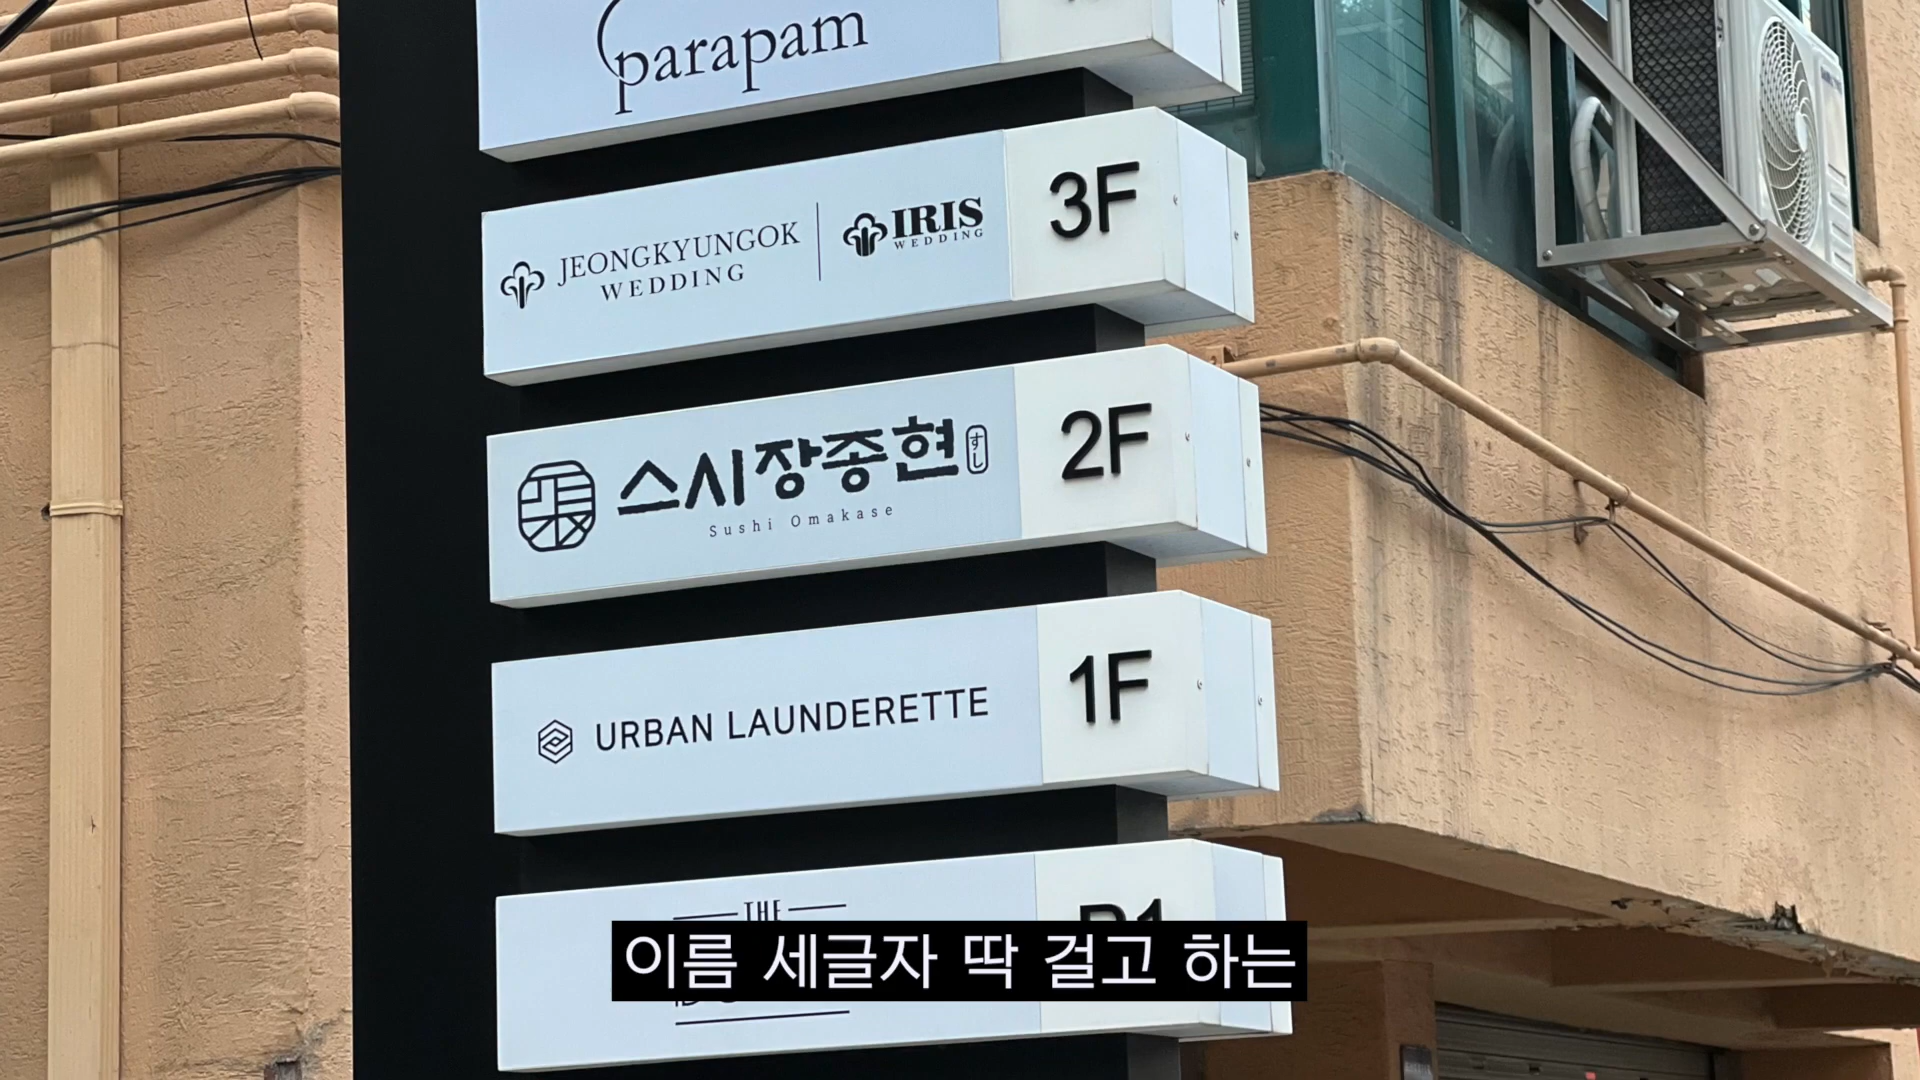 parapam
JEONGKYUNGOK
WEDDING
IRIS
WEDDING
3F
스시장종현
すし
Sushi Omakase
2F
URBAN LAUNDERETTE
1F
THE
이름 세글자 딱 걸고 하는